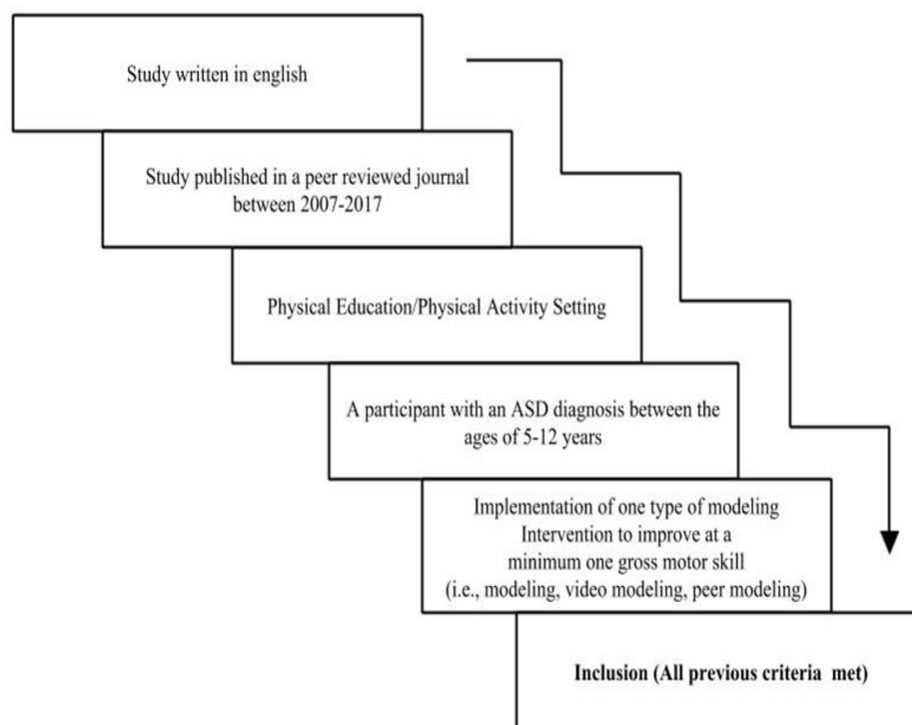 Study written in english
Study published in a peer reviewed journal
between 2007-2017
Physical Education/Physical Activity Setting
A participant with an ASD diagnosis between the
ages of 5-12 years
Implementation of one type of modeling
Intervention to improve at a
minimum one gross motor skill
(i.e., modeling, video modeling, peer modeling)
Inclusion (All previous criteria met)